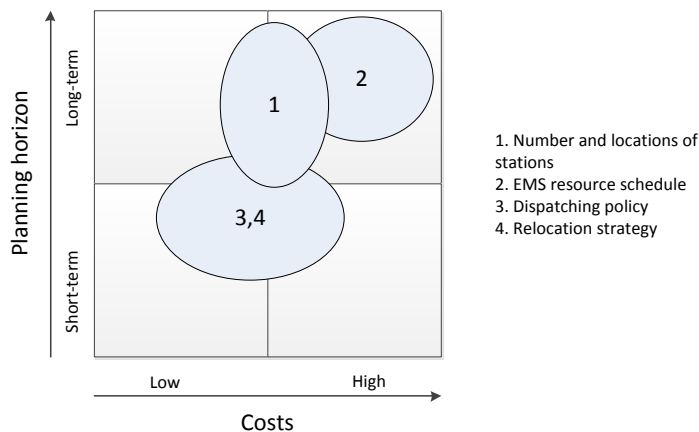 Planning horizon
Long-term
Short-term
1
2
3,4
Low
High
Costs
1. Number and locations of
stations
2. EMS resource schedule
3. Dispatching policy
4. Relocation strategy